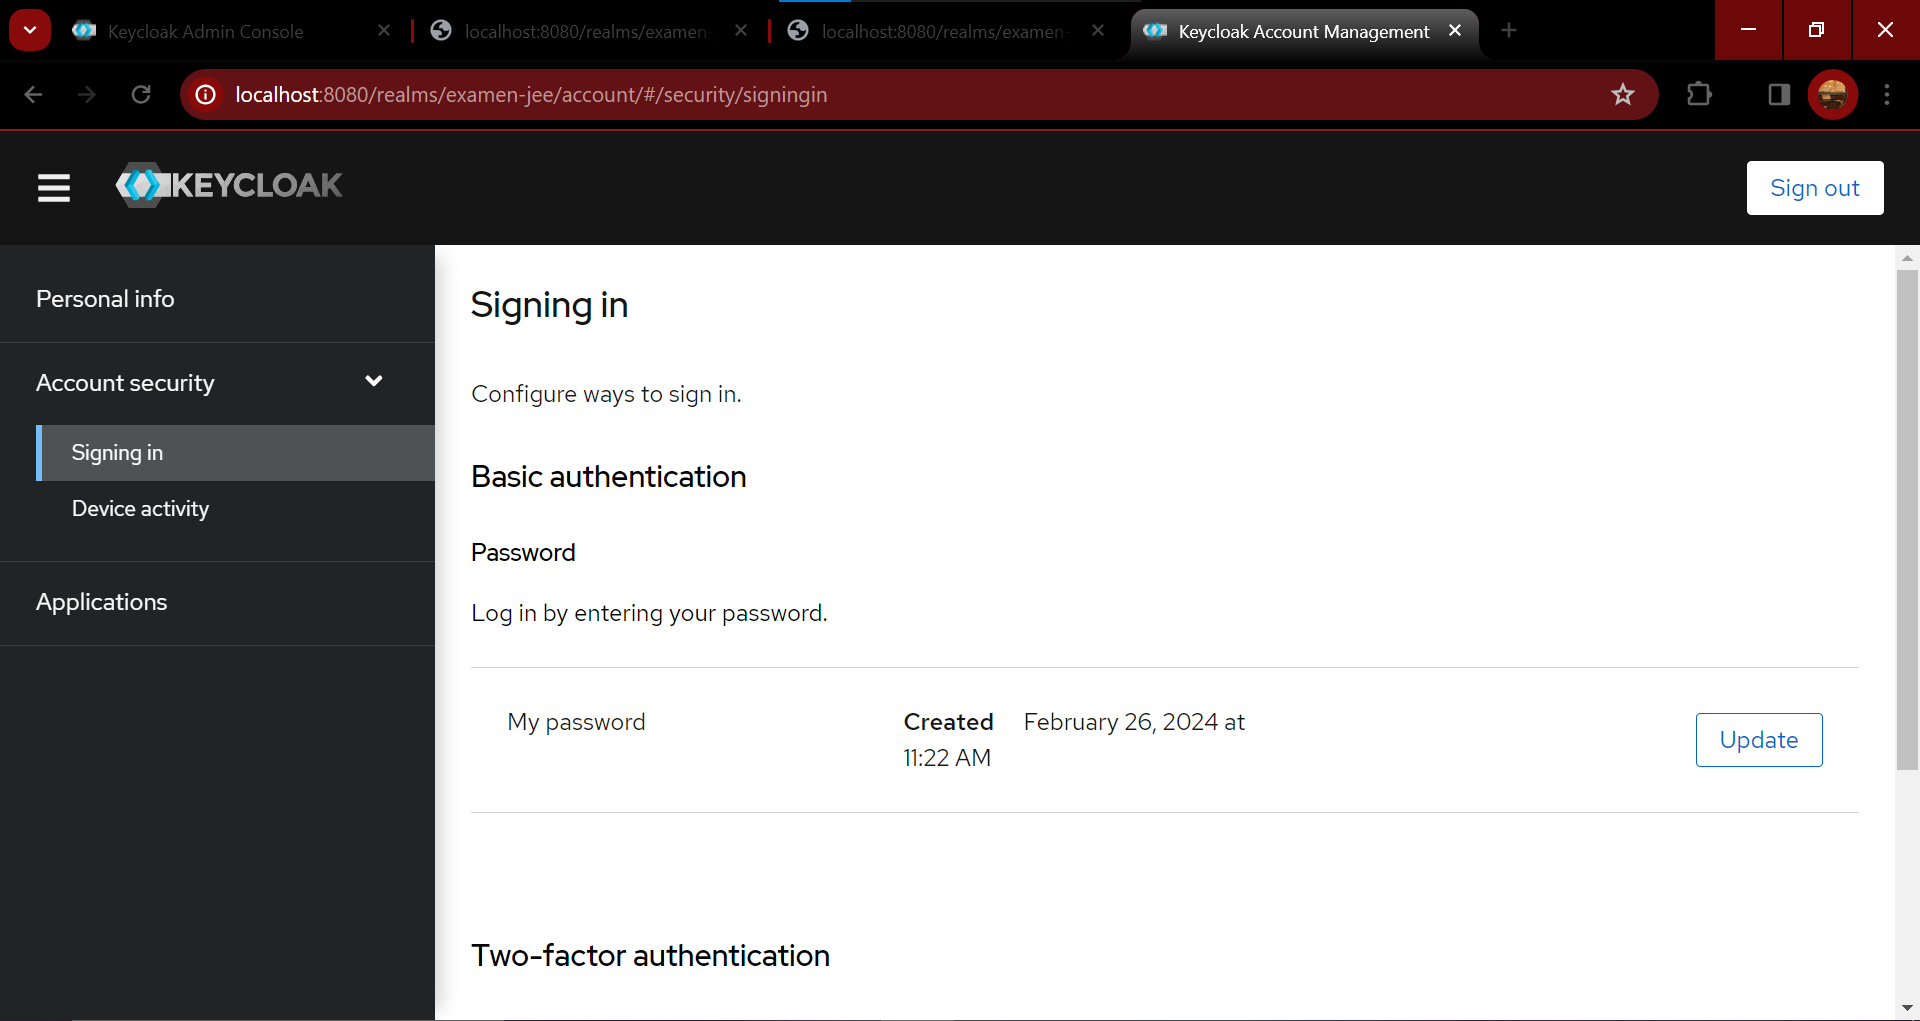 Keycloak Admin Console
localhost:8080/realms/examen-
localhost:8080/realms/examen-
Keycloak Account Management
localhost:8080/realms/examen-jee/account/#/security/signingin
KEYCLOAK
Sign out
Personal info
Account security
Signing in
Device activity
Applications
Signing in
Configure ways to sign in.
Basic authentication
Password
Log in by entering your password.
My password
Created February 26, 2024 at
11:22 AM
Update
Two-factor authentication